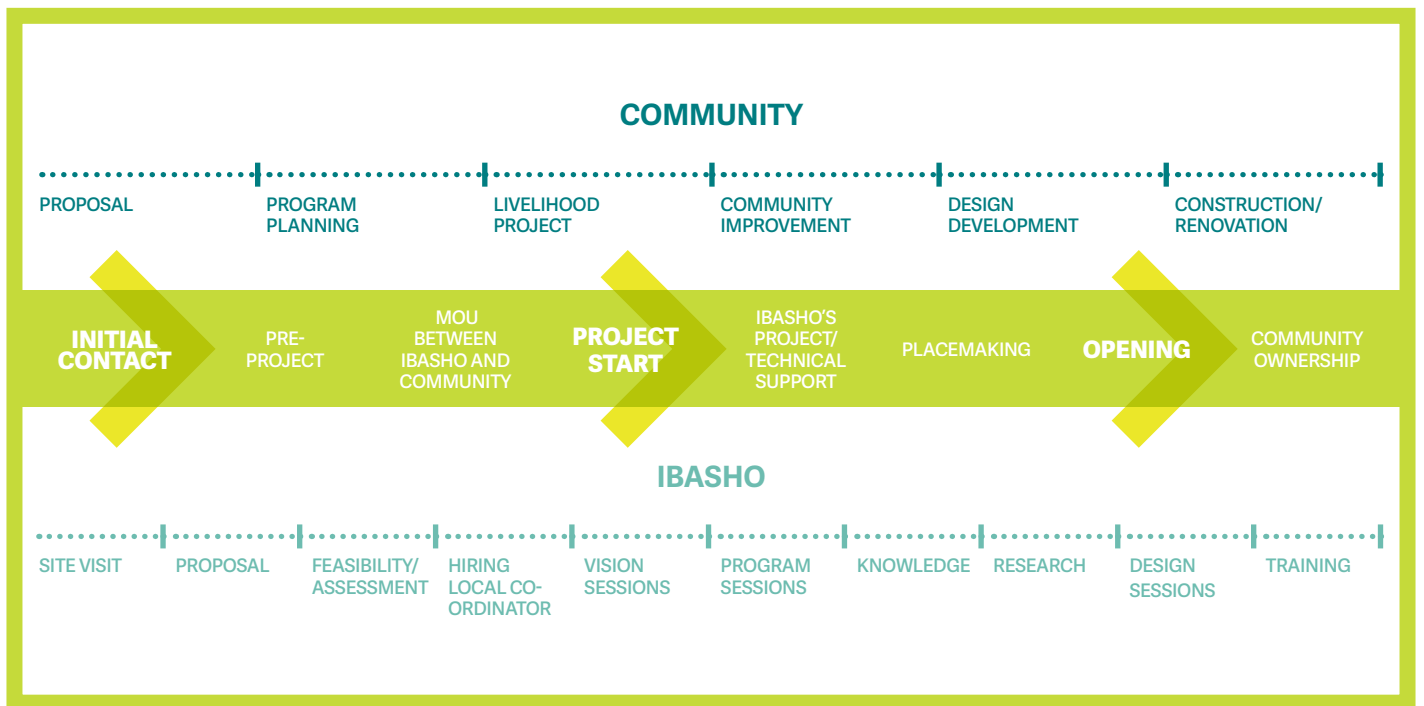 COMMUNITY
PROPOSAL
PROGRAM
PLANNING
LIVELIHOOD
PROJECT
COMMUNITY
IMPROVEMENT
DESIGN
DEVELOPMENT
CONSTRUCTION/
RENOVATION
INITIAL
CONTACT
PRE-
PROJECT
MOU
BETWEEN
IBASHO AND
COMMUNITY
PROJECT
START
IBASHO'S
PROJECT/
TECHNICAL
SUPPORT
PLACEMAKING
OPENING
COMMUNITY
OWNERSHIP
IBASHO
SITE VISIT
PROPOSAL
FEASIBILITY/
ASSESSMENT
HIRING
LOCAL CO-
ORDINATOR
VISION
SESSIONS
PROGRAM
SESSIONS
KNOWLEDGE
RESEARCH
DESIGN
SESSIONS
TRAINING